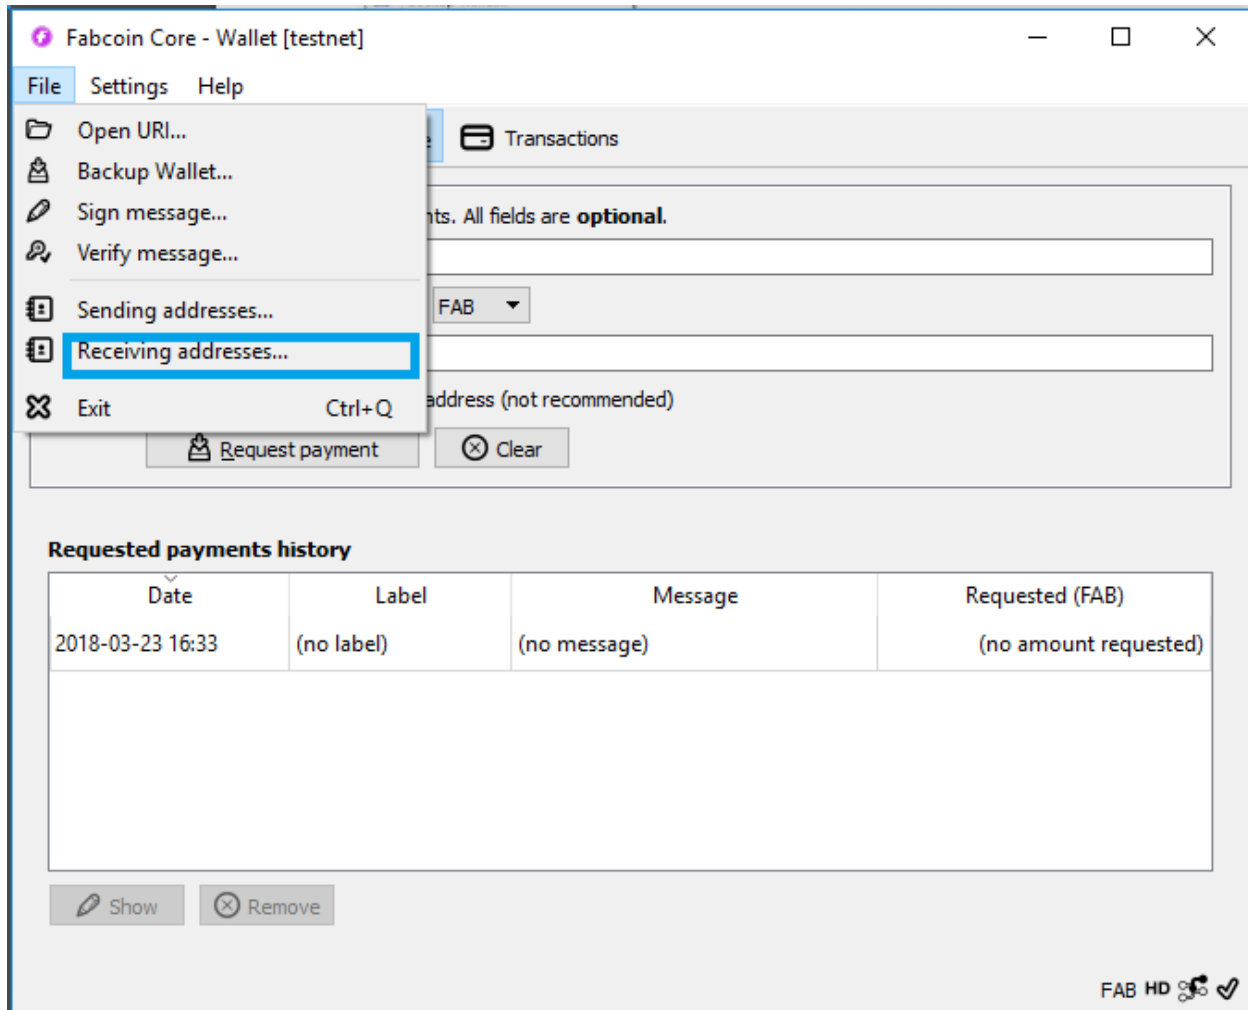 Fabcoin Core - Wallet [testnet]
File Settings Help
Open URI...
Transactions
Backup Wallet...
Sign message...
nts. All fields are optional.
Verify message...
Sending addresses...
FAB
Receiving addresses...
Exit Ctrl+Q
address (not recommended)
Request payment Clear
Requested payments history
Date Label Message Requested (FAB)
2018-03-23 16:33 (no label) (no message) (no amount requested)
Show Remove
FAB HD